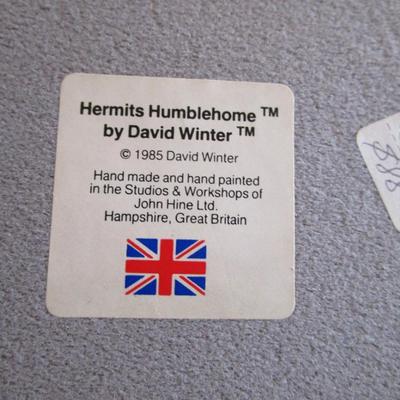 Hermits Humblehome ™
by David Winter ™
© 1985 David Winter
Hand made and hand painted
in the Studios & Workshops of
John Hine Ltd.
Hampshire, Great Britain